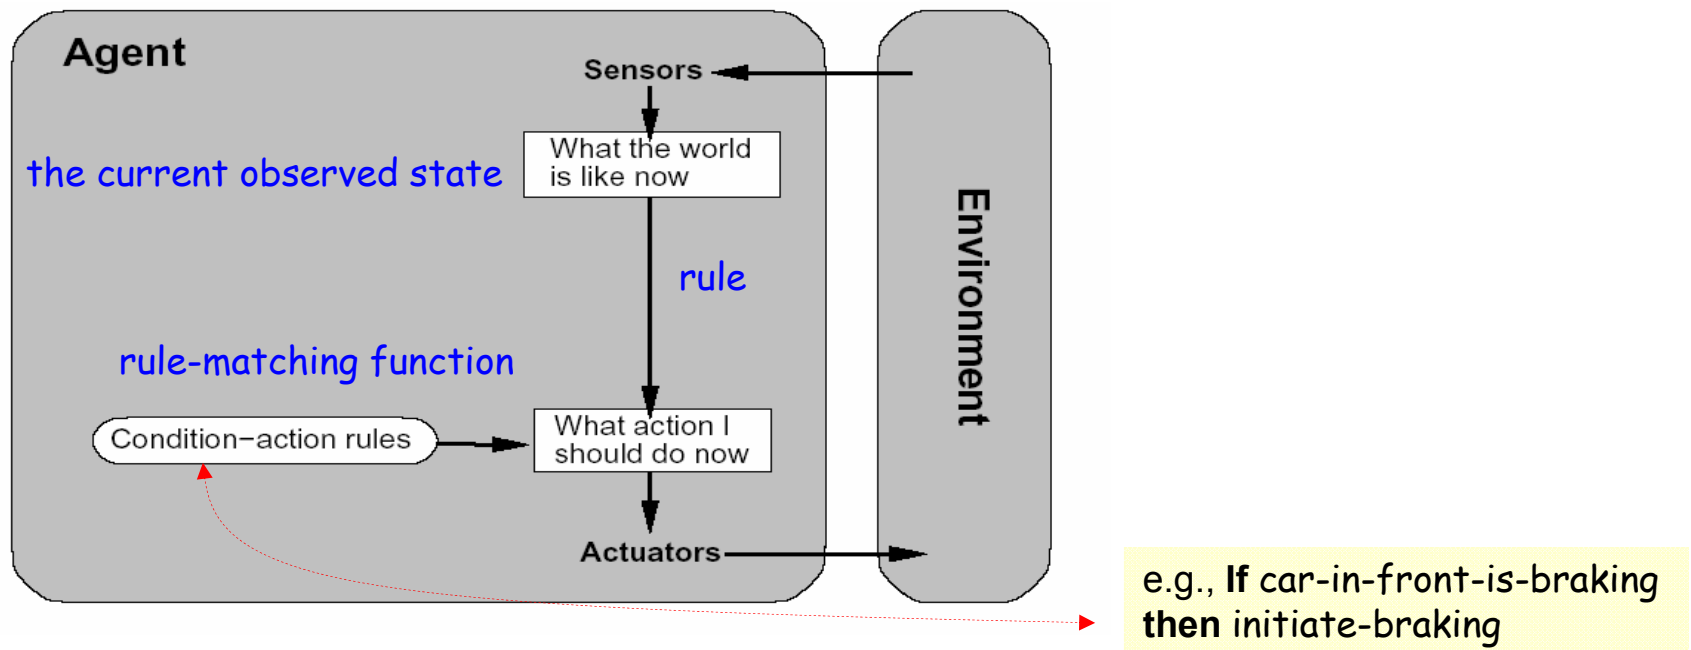 Agent
Sensors
What the world
is like now
the current observed state
Environment
rule
rule-matching function
What action I
should do now
Condition–action rules
Actuators
e.g., If car-in-front-is-braking
then initiate-braking